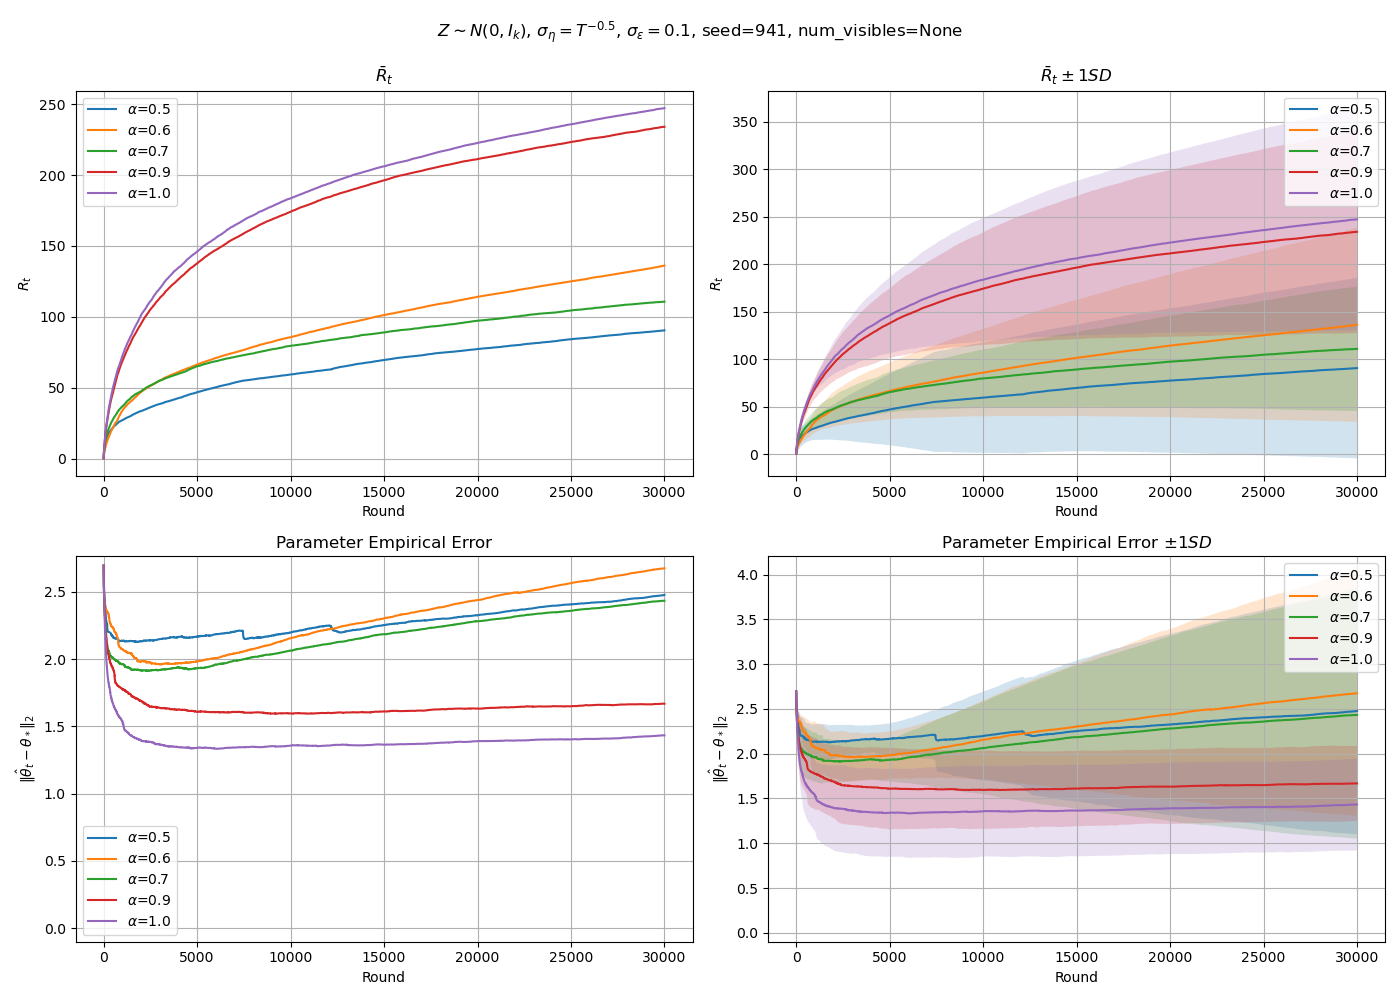 Z ~ N(0, I_k), σ_η = T^{−0.5}, σ_ε = 0.1, seed=941, num_visibles=None
R̄_t
R_t
250
200
150
100
50
0
α=0.5
α=0.6
α=0.7
α=0.9
α=1.0
0 5000 10000 15000 20000 25000 30000
Round
R̄_t ± 1SD
R_t
350
300
250
200
150
100
50
0
α=0.5
α=0.6
α=0.7
α=0.9
α=1.0
0 5000 10000 15000 20000 25000 30000
Round
Parameter Empirical Error
‖θ̂_t − θ_*‖_2
2.5
2.0
1.5
1.0
0.5
0.0
α=0.5
α=0.6
α=0.7
α=0.9
α=1.0
0 5000 10000 15000 20000 25000 30000
Round
Parameter Empirical Error ±1SD
‖θ̂_t − θ_*‖_2
4.0
3.5
3.0
2.5
2.0
1.5
1.0
0.5
0.0
α=0.5
α=0.6
α=0.7
α=0.9
α=1.0
0 5000 10000 15000 20000 25000 30000
Round